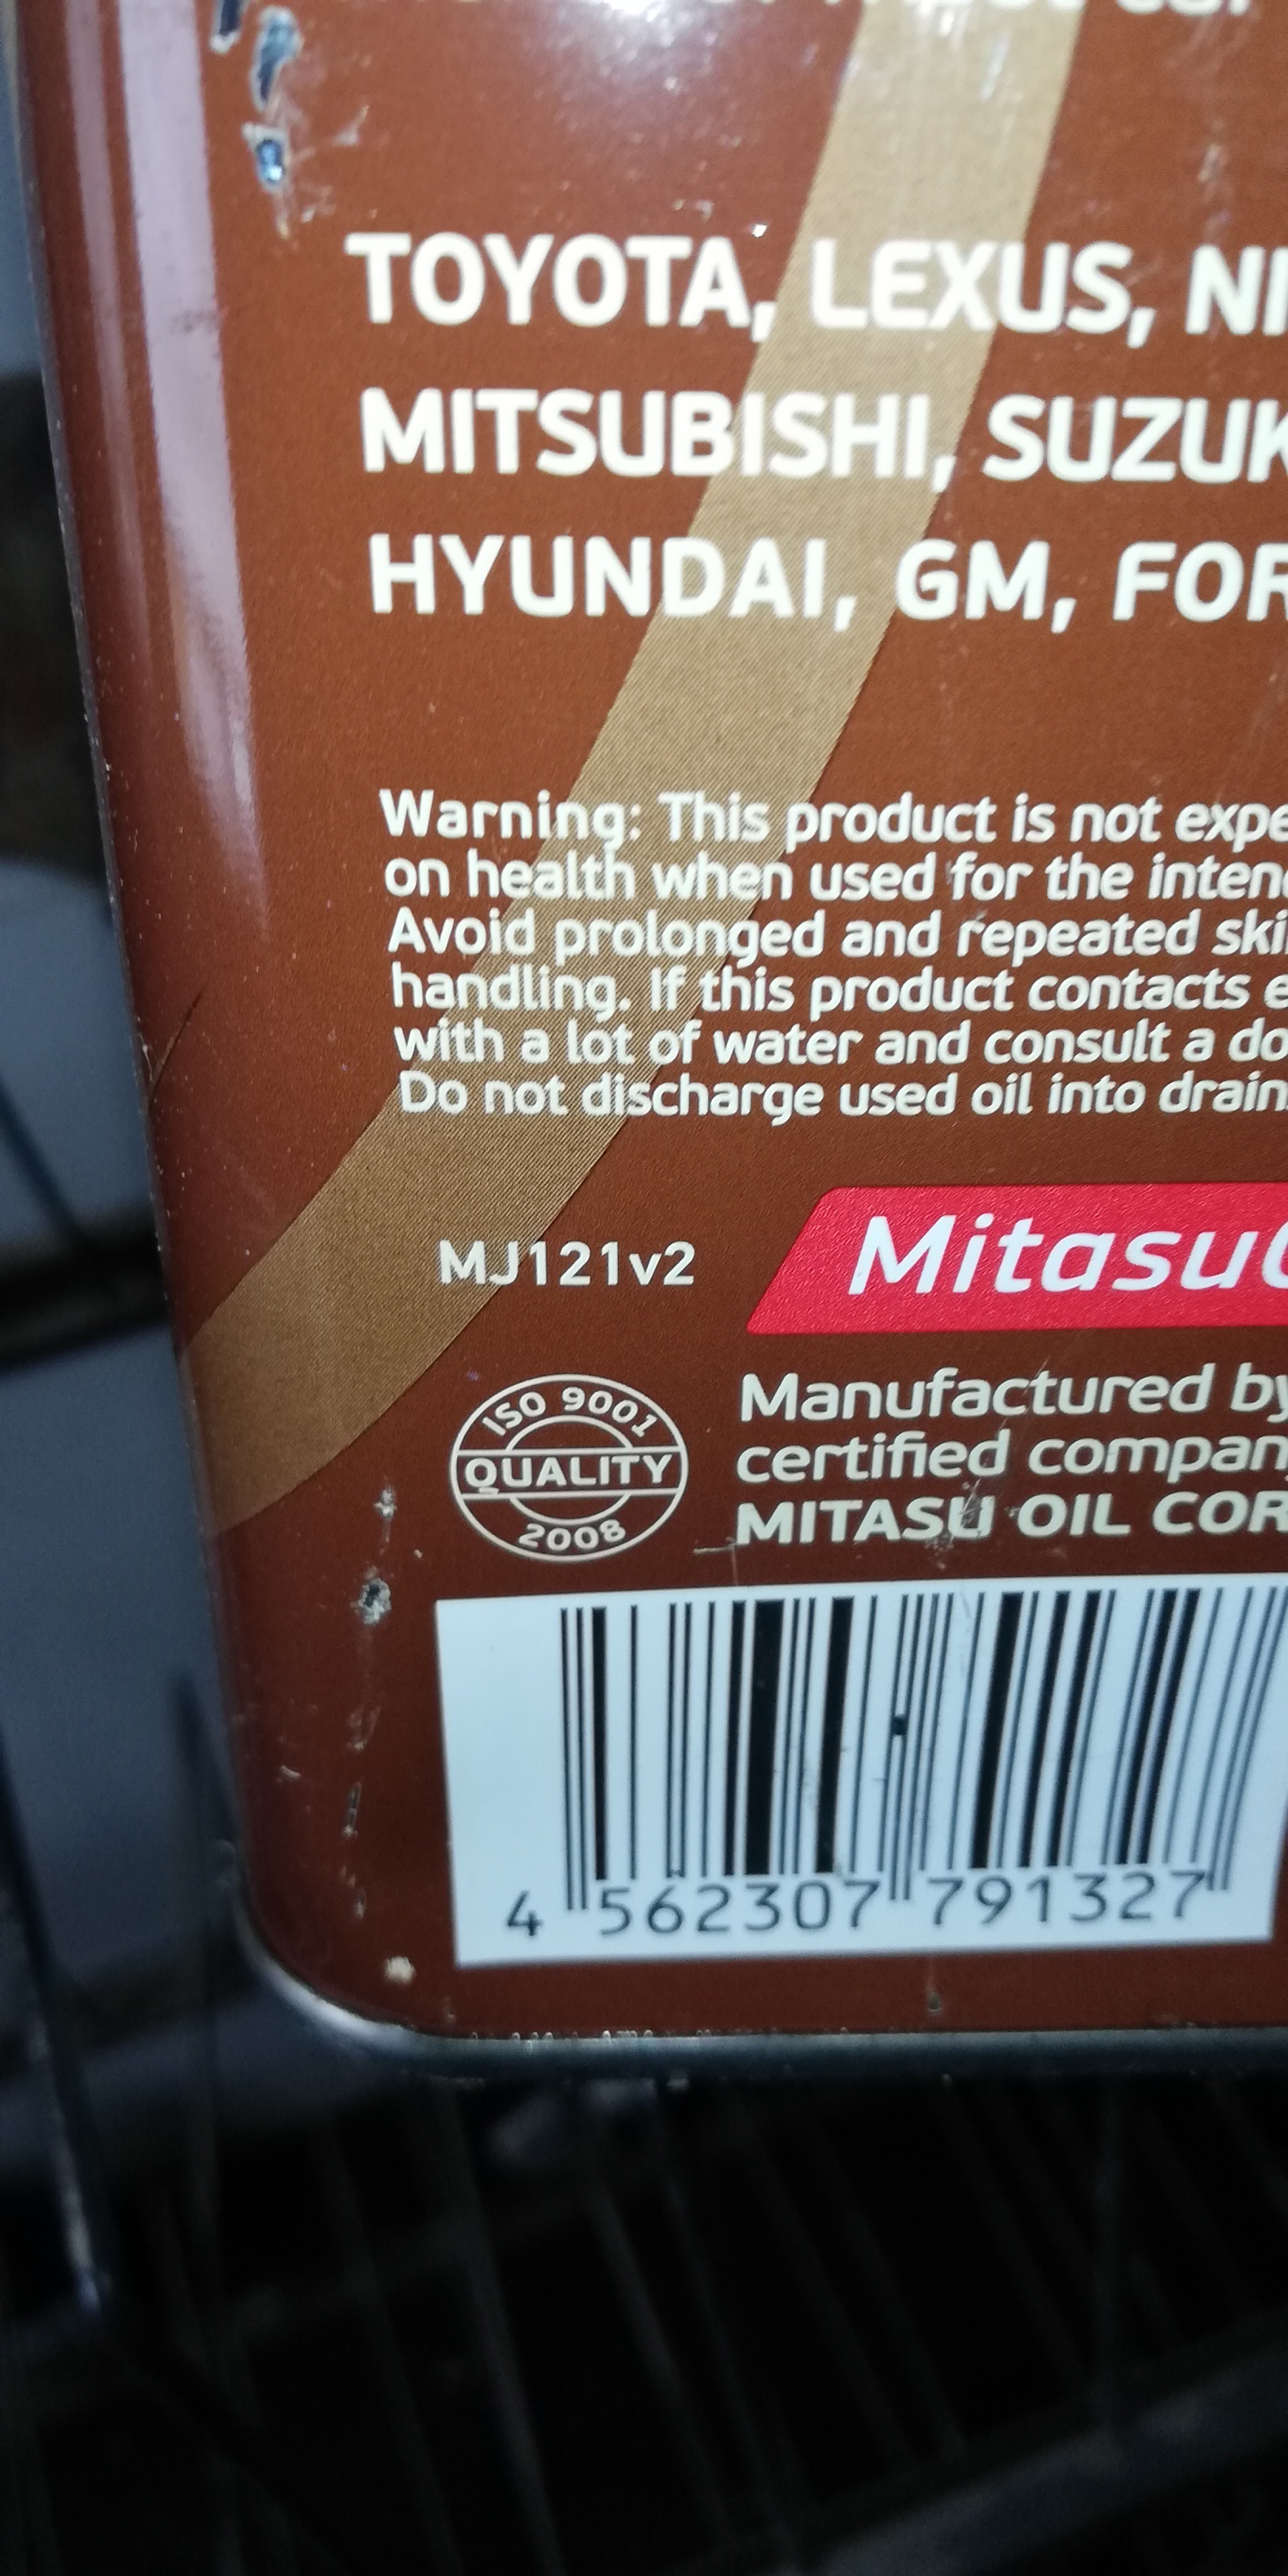 TOYOTA, LEXUS,
MITSUBISHI,
HYUNDAI, GM,
Warning: This product is not
on health when used for the
Avoid prolonged and repeated
handling. If this product contacts
with a lot of water and consult a
Do not discharge used oil into
MJ121v2
Mitasu
ISO 9001
QUALITY
2008
Manufactured by
certified
MITASU OIL
4 562307 791327